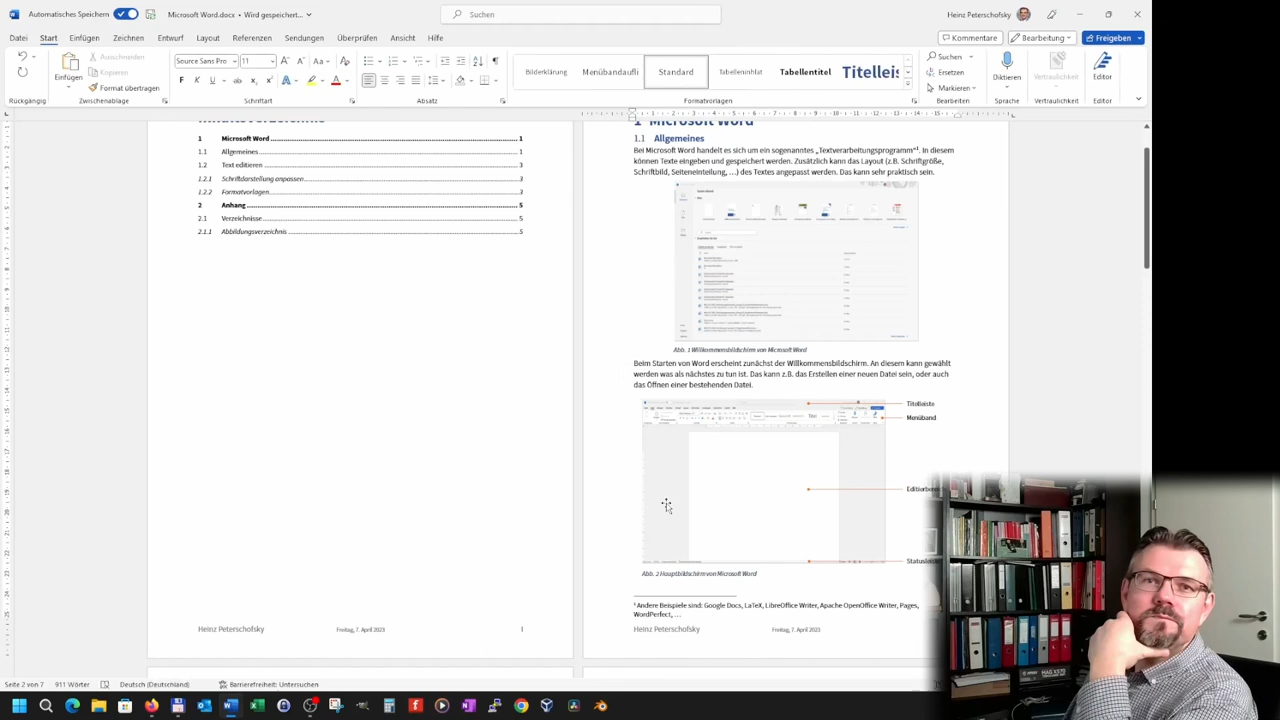 Automatisches Speichern
Microsoft Word.docx • Wird gespeichert...
Suchen
Heinz Peterschofsky
Datei Start Einfügen Zeichnen Entwurf Layout Referenzen Sendungen Überprüfen Ansicht Hilfe
Kommentare Bearbeitung Freigeben
Einfügen
Ausschneiden
Kopieren
Format übertragen
Source Sans Pro 11
Bilderklärung Menübandaufli Standard Tabelleninhlat Tabellentitel Titelleis
Suchen
Ersetzen
Markieren
Diktieren
Vertraulichkeit
Editor
Rückgängig Zwischenablage Schriftart Absatz Formatvorlagen Bearbeiten Sprache Vertraulichkeit Editor
1 Microsoft Word 1
1.1 Allgemeines 1
1.2 Text editieren 3
1.2.1 Schriftdarstellung anpassen 3
1.2.2 Formatvorlagen 3
2 Anhang 5
2.1 Verzeichnisse 5
2.1.1 Abbildungsverzeichnis 5
Heinz Peterschofsky Freitag, 7. April 2023 I
1 Microsoft Word
1.1 Allgemeines
Bei Microsoft Word handelt es sich um ein sogenanntes „Textverarbeitungsprogramm“¹. In diesem
können Texte eingeben und gespeichert werden. Zusätzlich kann das Layout (z.B. Schriftgröße,
Schriftbild, Seiteneinteilung, …) des Textes angepasst werden. Das kann sehr praktisch sein.
Abb. 1 Willkommensbildschirm von Microsoft Word
Beim Starten von Word erscheint zunächst der Willkommensbildschirm. An diesem kann gewählt
werden was als nächstes zu tun ist. Das kann z.B. das Erstellen einer neuen Datei sein, oder auch
das Öffnen einer bestehenden Datei.
Titelleiste
Menüband
Abb. 2 Hauptbildschirm von Microsoft Word
¹ Andere Beispiele sind: Google Docs, LaTeX, LibreOffice Writer, Apache OpenOffice Writer, Pages,
WordPerfect, …
Heinz Peterschofsky Freitag, 7. April 2023
Seite 2 von 7 911 Wörter Deutsch (Deutschland) Barrierefreiheit: Untersuchen